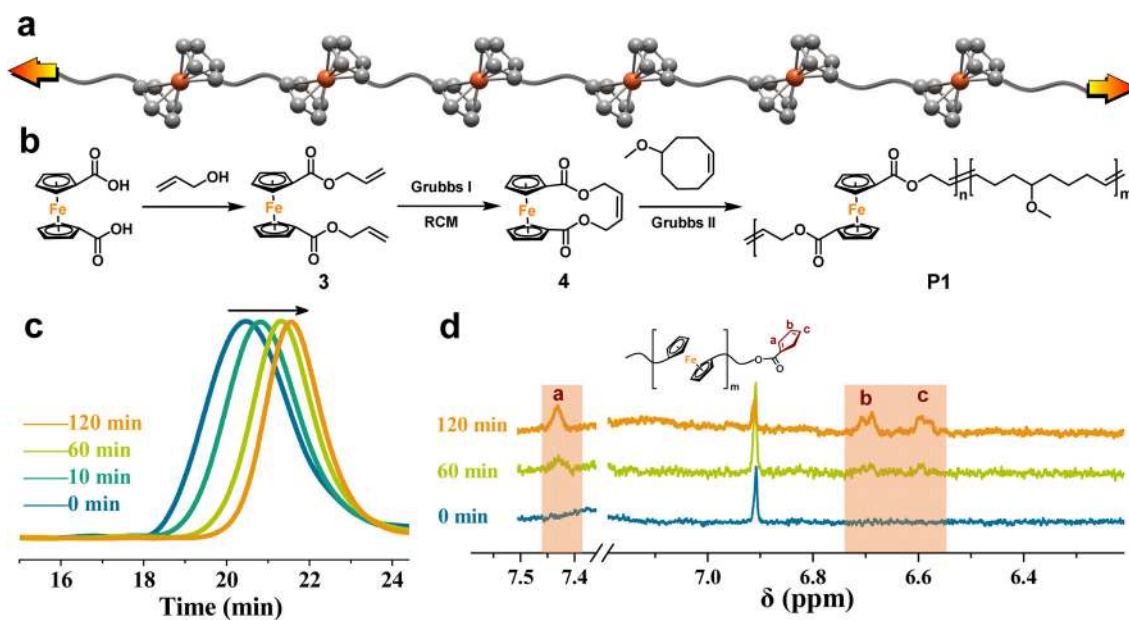 a
b
O
OH
Fe
OH
O
OH
O
O
Fe
O
O
3
Grubbs I
RCM
O
O
Fe
O
O
4
O
Grubbs II
O
O
n
m
Fe
O
O
O
P1
c
120 min
60 min
10 min
0 min
16 18 20 22 24
Time (min)
d
Fe
m
O
O
a
b
c
a
b
c
120 min
60 min
0 min
7.5 7.4 7.0 6.8 6.6 6.4
δ (ppm)